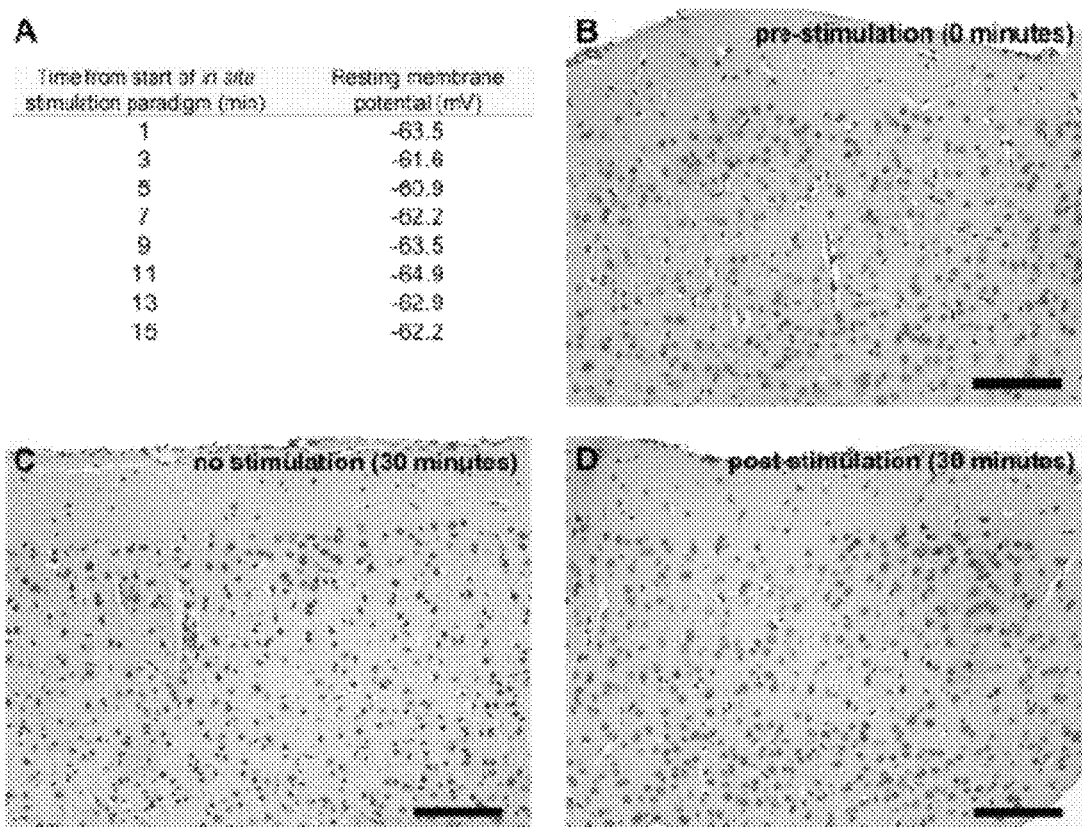 A
Time from start of in situ
stimultion paradigm (min)
Resting membrane
potential (mV)
1 -63.5
3 -61.6
5 -60.9
7 -62.2
9 -63.5
11 -64.9
13 -62.9
15 -62.2
B
pre-stimulation (0 minutes)
C
no stimulation (30 minutes)
D
post-stimulation (30 minutes)